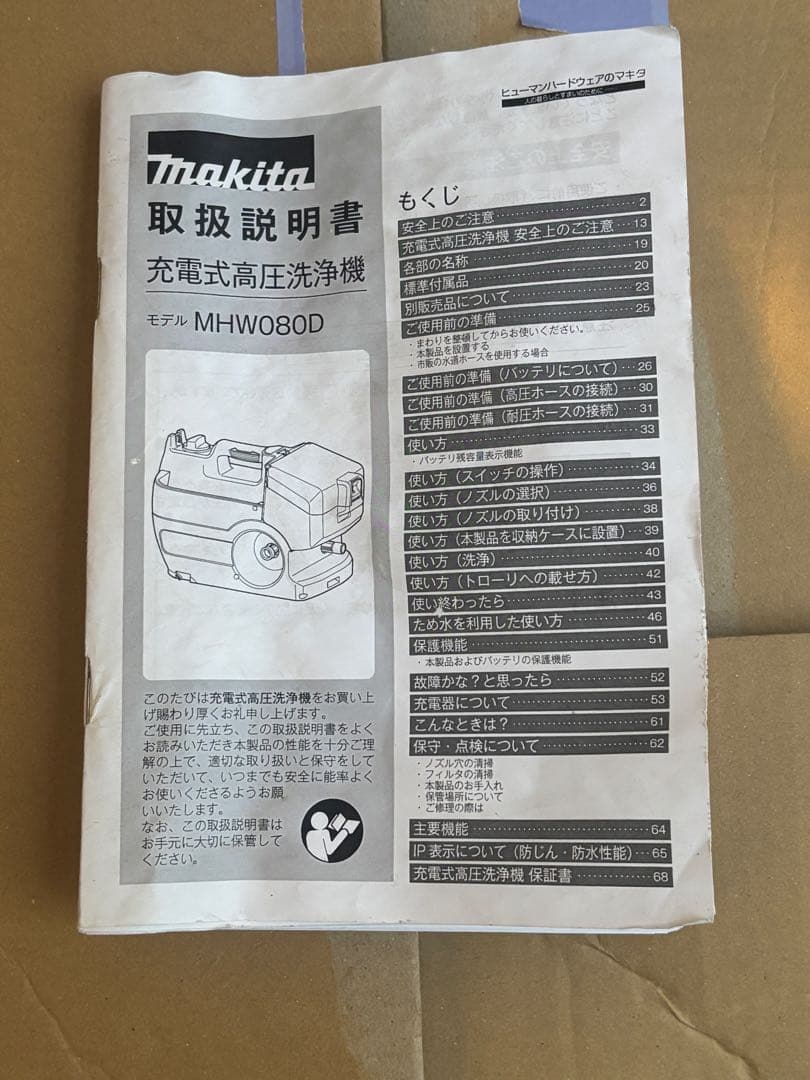 makita
取扱説明書
充電式高圧洗浄機
モデル MHW080D
このたびは充電式高圧洗浄機をお買い上
げ賜わり厚くお礼申し上げます。
ご使用に先立ち、この取扱説明書をよく
お読みいただき本製品の性能を十分ご理
解の上で、適切な取り扱いと保守をして
いただいて、いつまでも安全に能率よく
お使いくださるようお願
いいたします。
なお、この取扱説明書は
お手元に大切に保管して
ください。
ヒューマンハードウェアのマキタ
人の暮らしとすまいのために
もくじ
安全上のご注意 2
充電式高圧洗浄機 安全上のご注意 13
各部の名称 19
標準付属品 20
別販売品について 23
ご使用前の準備 25
・まわりを整頓してからお使いください。
・本製品を設置する
・市販の水道ホースを使用する場合
ご使用前の準備（バッテリについて） 26
ご使用前の準備（高圧ホースの接続） 30
ご使用前の準備（耐圧ホースの接続） 31
使い方 33
・バッテリ残容量表示機能
使い方（スイッチの操作） 34
使い方（ノズルの選択） 36
使い方（ノズルの取り付け） 38
使い方（本製品を収納ケースに設置） 39
使い方（洗浄） 40
使い方（トローリへの載せ方） 42
使い終わったら 43
ため水を利用した使い方 46
保護機能 51
・本製品およびバッテリの保護機能
故障かな？と思ったら 52
充電器について 53
こんなときは？ 61
保守・点検について 62
・ノズル穴の清掃
・フィルタの清掃
・本製品のお手入れ
・保管場所について
・ご修理の際は
主要機能 64
IP 表示について（防じん・防水性能） 65
充電式高圧洗浄機 保証書 68